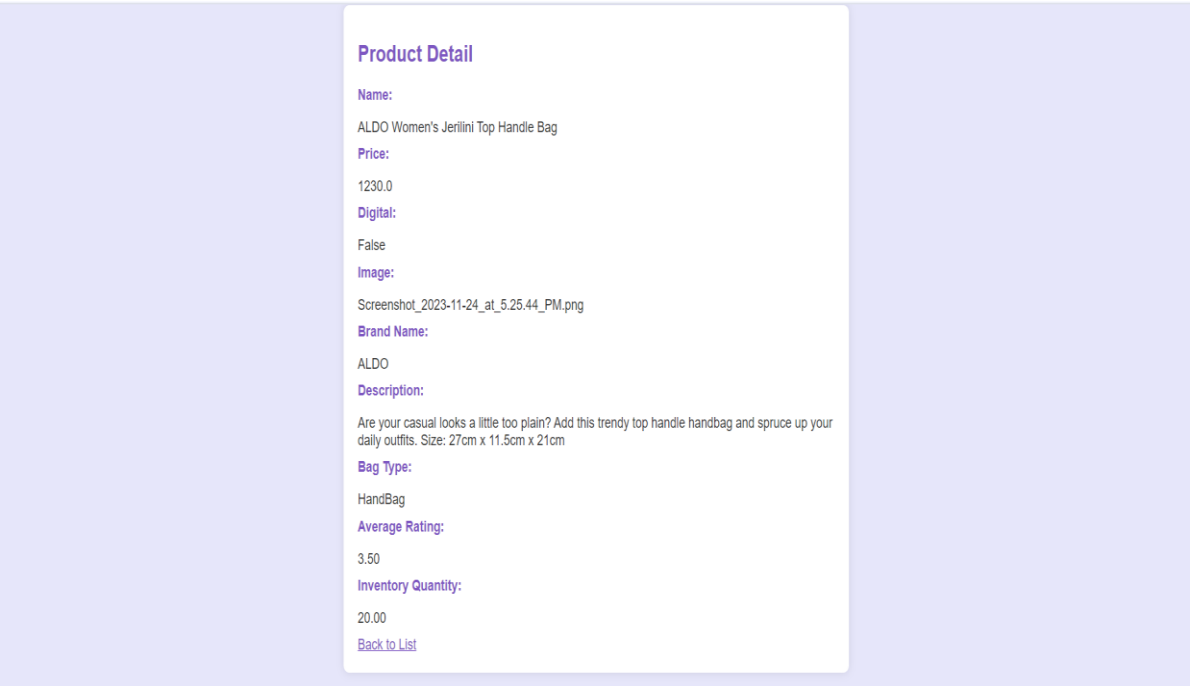 Product Detail
Name:
ALDO Women's Jerilini Top Handle Bag
Price:
1230.0
Digital:
False
Image:
Screenshot_2023-11-24_at_5.25.44_PM.png
Brand Name:
ALDO
Description:
Are your casual looks a little too plain? Add this trendy top handle handbag and spruce up your
daily outfits. Size: 27cm x 11.5cm x 21cm
Bag Type:
HandBag
Average Rating:
3.50
Inventory Quantity:
20.00
Back to List